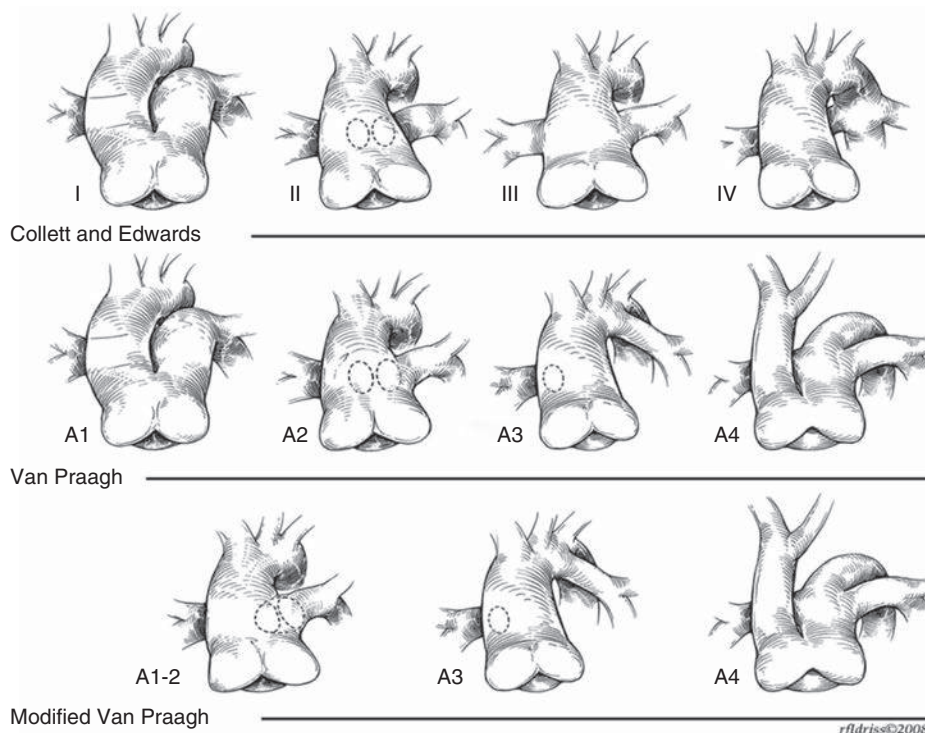 I II III IV
Collett and Edwards
A1 A2 A3 A4
Van Praagh
A1-2 A3 A4
Modified Van Praagh
rfldriss©2008